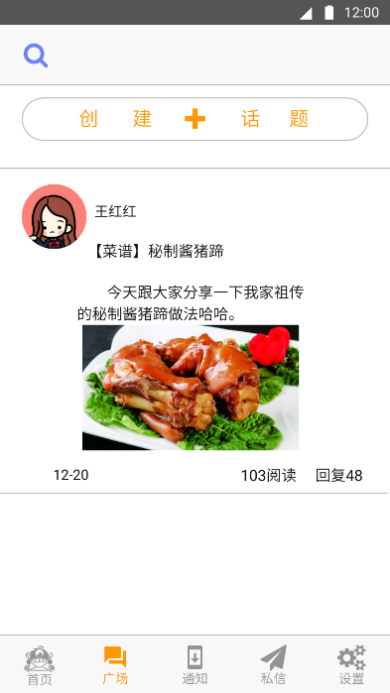 12:00
创 建 话 题
王红红
【菜谱】秘制酱猪蹄
今天跟大家分享一下我家祖传
的秘制酱猪蹄做法哈哈。
12-20 103阅读 回复48
首页 广场 通知 私信 设置